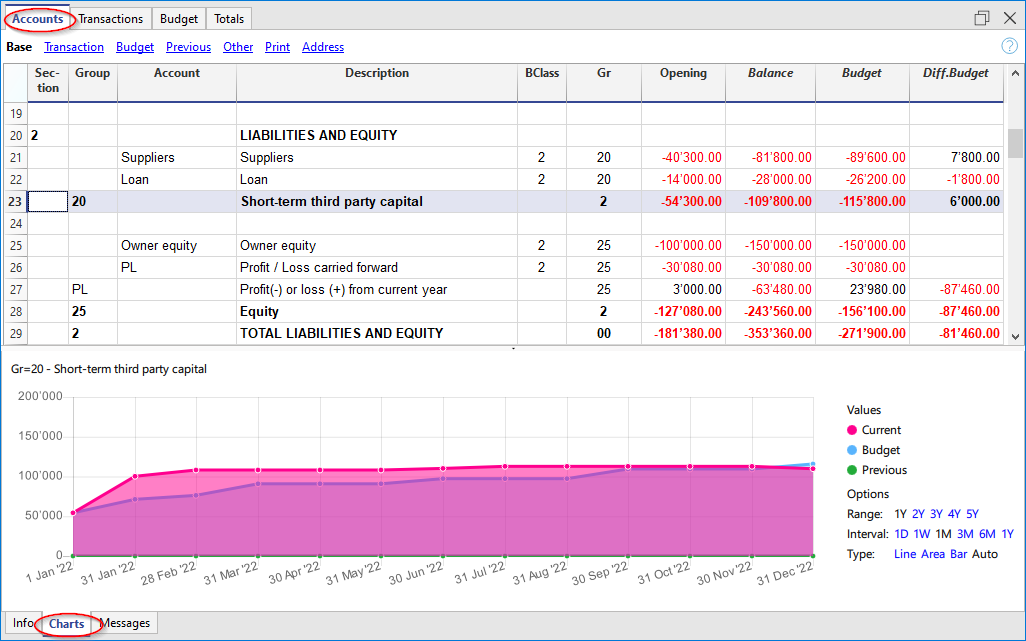 Accounts Transactions Budget Totals
Base Transaction Budget Previous Other Print Address ?
Sec-tion Group Account Description BClass Gr Opening Balance Budget Diff.Budget
19
20 2 LIABILITIES AND EQUITY
21 Suppliers Suppliers 2 20 -40'300.00 -81'800.00 -89'600.00 7'800.00
22 Loan Loan 2 20 -14'000.00 -28'000.00 -26'200.00 -1'800.00
23 20 Short-term third party capital 2 -54'300.00 -109'800.00 -115'800.00 6'000.00
24
25 Owner equity Owner equity 2 25 -100'000.00 -150'000.00 -150'000.00
26 PL Profit / Loss carried forward 2 25 -30'080.00 -30'080.00 -30'080.00
27 PL Profit(-) or loss (+) from current year 25 3'000.00 -63'480.00 23'980.00 -87'460.00
28 25 Equity 2 -127'080.00 -243'560.00 -156'100.00 -87'460.00
29 2 TOTAL LIABILITIES AND EQUITY 00 -181'380.00 -353'360.00 -271'900.00 -81'460.00
Gr=20 - Short-term third party capital
200'000
150'000
100'000
50'000
0
1 Jan '22 31 Jan '22 28 Feb '22 31 Mar '22 30 Apr '22 31 May '22 30 Jun '22 31 Jul '22 31 Aug '22 30 Sep '22 31 Oct '22 30 Nov '22 31 Dec '22
Values
Current
Budget
Previous
Options
Range: 1Y 2Y 3Y 4Y 5Y
Interval: 1D 1W 1M 3M 6M 1Y
Type: Line Area Bar Auto
Info Charts Messages